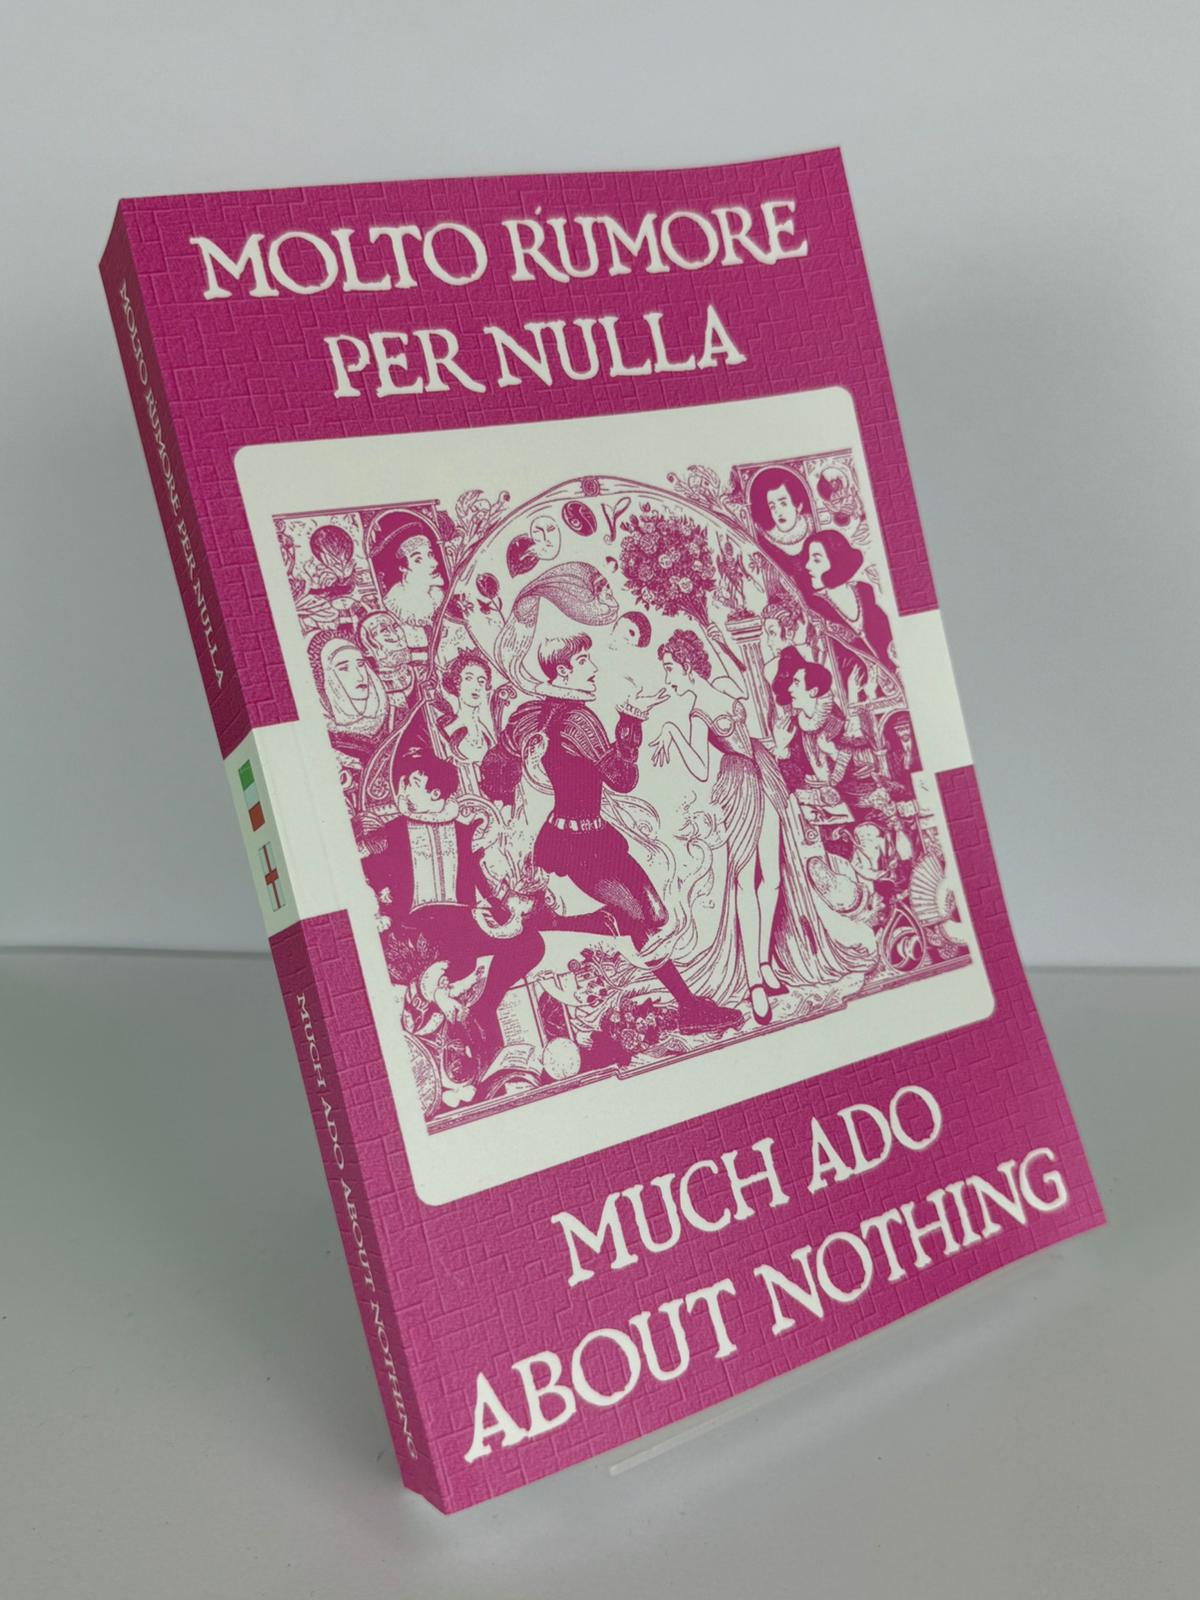 MOLTO RUMORE
PER NULLA
MUCH ADO
ABOUT NOTHING
MOLTO RUMORE PER NULLA
MUCH ADO ABOUT NOTHING